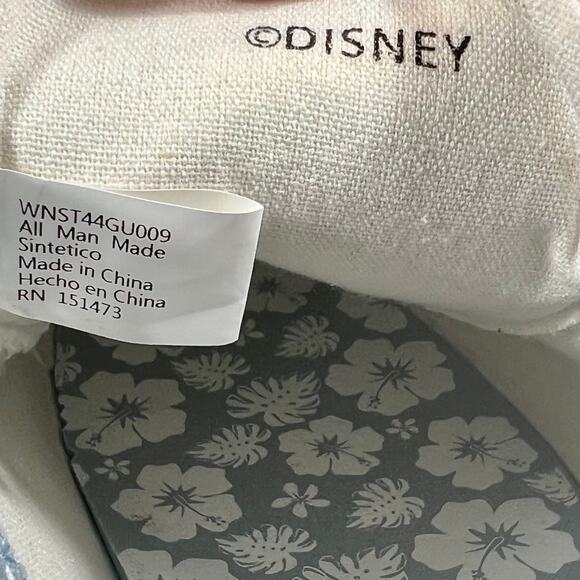 ©DISNEY
WNST44GU009
All Man Made
Sintetico
Made in China
Hecho en China
RN 151473